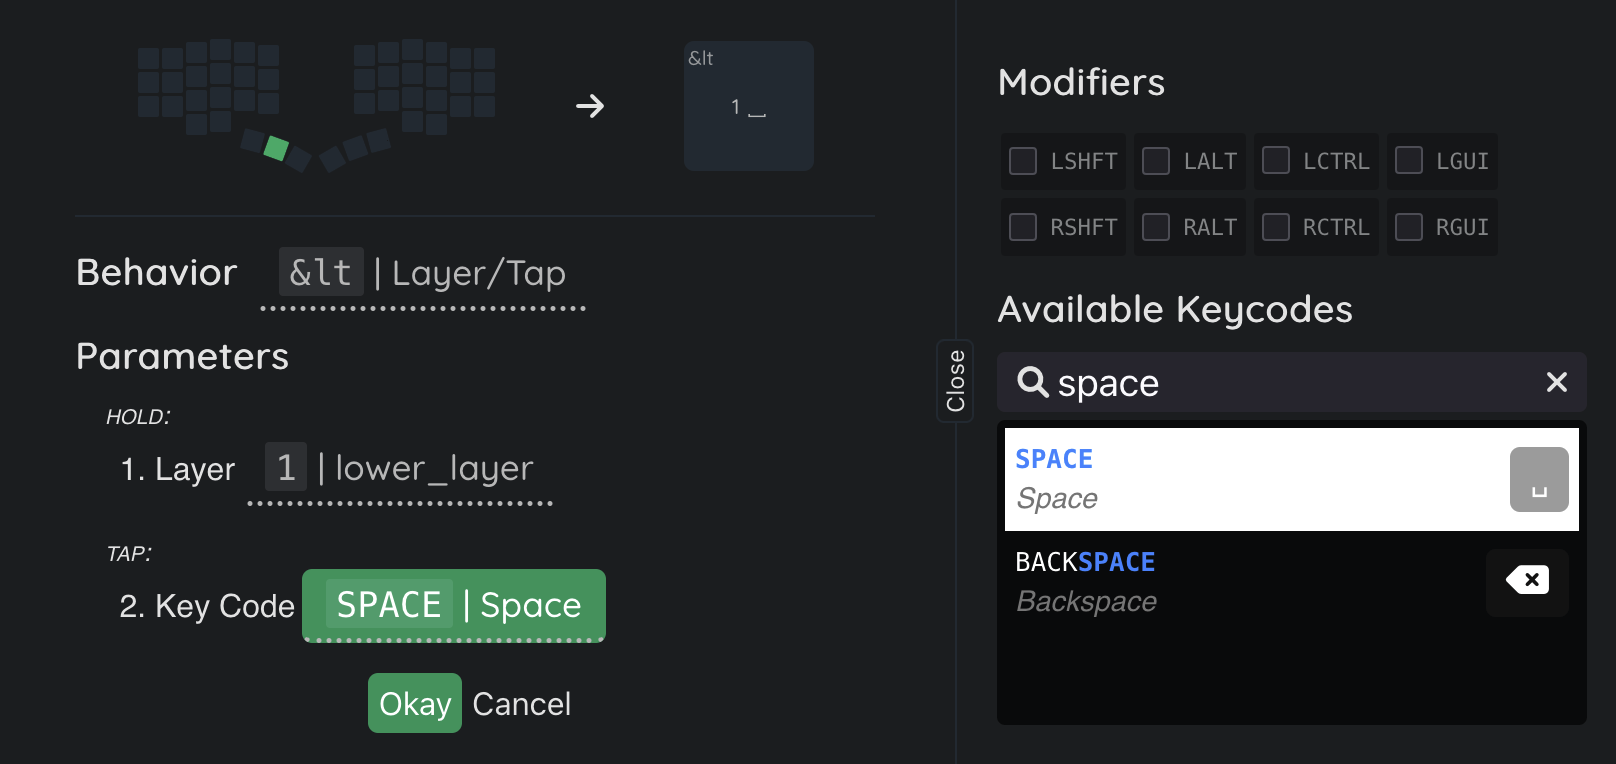 &lt
1 ␣
Behavior &lt | Layer/Tap
Parameters
HOLD:
1. Layer 1 | lower_layer
TAP:
2. Key Code SPACE | Space
Okay Cancel
Close
Modifiers
LSHFT LALT LCTRL LGUI
RSHFT RALT RCTRL RGUI
Available Keycodes
space
SPACE
Space
␣
BACKSPACE
Backspace